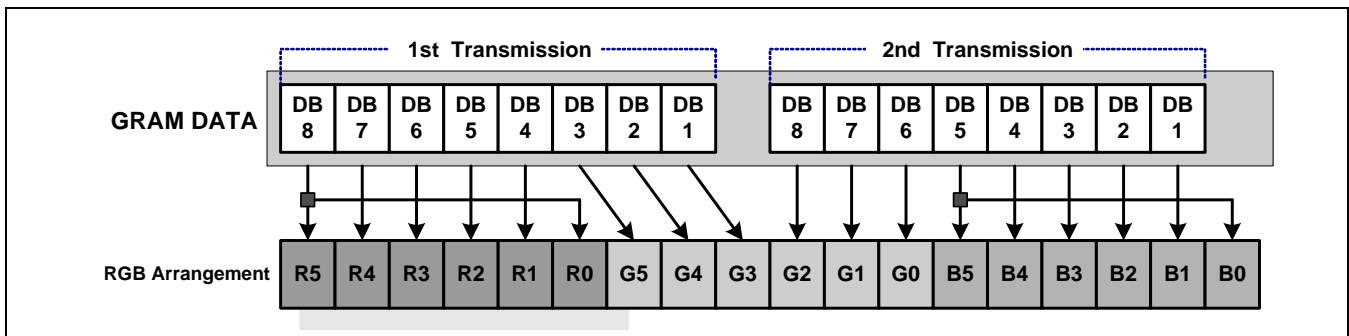 1st Transmission 2nd Transmission
GRAM DATA DB 8 DB 7 DB 6 DB 5 DB 4 DB 3 DB 2 DB 1 DB 8 DB 7 DB 6 DB 5 DB 4 DB 3 DB 2 DB 1
RGB Arrangement R5 R4 R3 R2 R1 R0 G5 G4 G3 G2 G1 G0 B5 B4 B3 B2 B1 B0